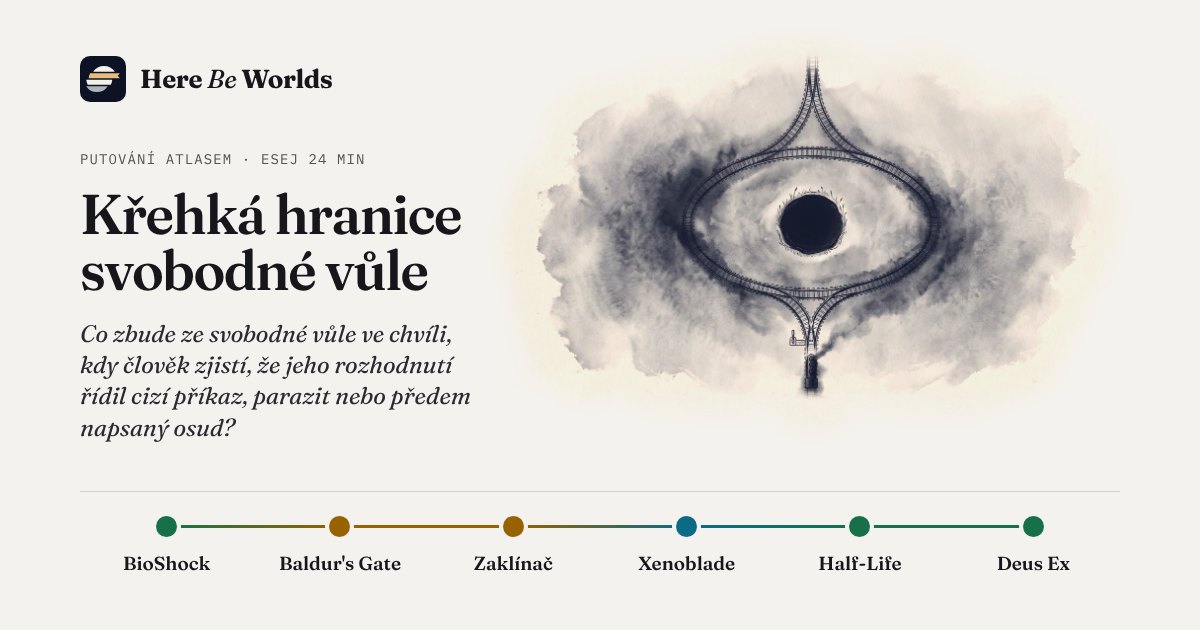 Here Be Worlds
PUTOVÁNÍ ATLASEM · ESEJ 24 MIN
Křehká hranice
svobodné vůle
Co zbude ze svobodné vůle ve chvíli,
kdy člověk zjistí, že jeho rozhodnutí
řídil cizí příkaz, parazit nebo předem
napsaný osud?
BioShock
Baldur's Gate
Zaklínač
Xenoblade
Half-Life
Deus Ex